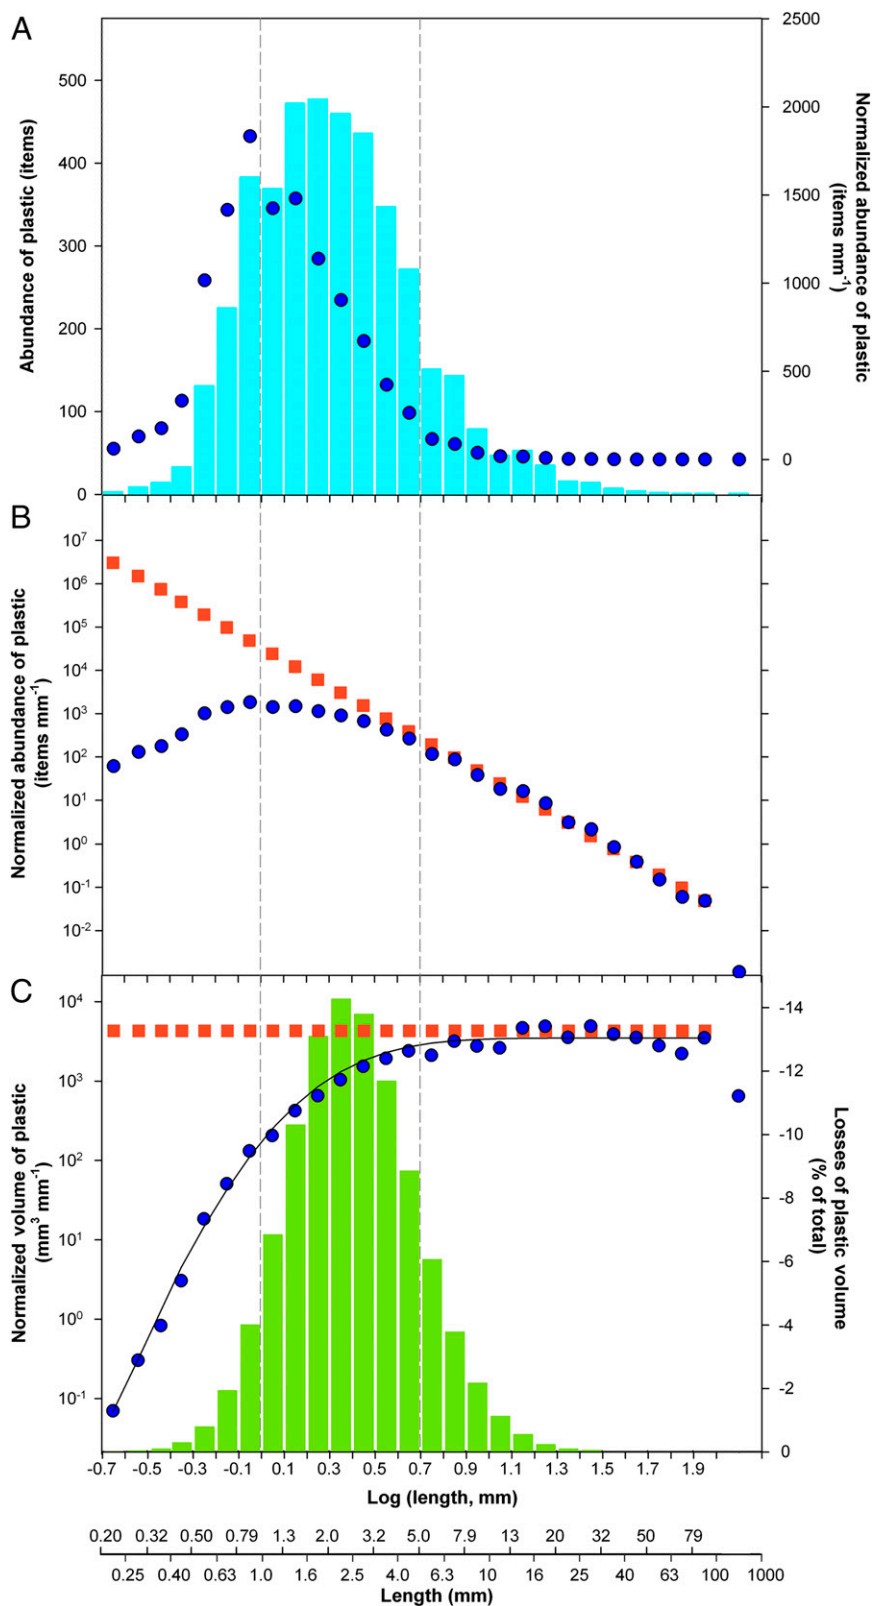 A
Abundance of plastic (items)
500
400
300
200
100
0
2500
2000
1500
1000
500
0
Normalized abundance of plastic
(items mm⁻¹)
B
Normalized abundance of plastic
(items mm⁻¹)
10⁷
10⁶
10⁵
10⁴
10³
10²
10¹
10⁰
10⁻¹
10⁻²
C
Normalized volume of plastic
(mm³ mm⁻¹)
10⁴
10³
10²
10¹
10⁰
10⁻¹
-14
-12
-10
-8
-6
-4
-2
0
Losses of plastic volume
(% of total)
-0.7 -0.5 -0.3 -0.1 0.1 0.3 0.5 0.7 0.9 1.1 1.3 1.5 1.7 1.9
Log (length, mm)
0.20 0.32 0.50 0.79 1.3 2.0 3.2 5.0 7.9 13 20 32 50 79
0.25 0.40 0.63 1.0 1.6 2.5 4.0 6.3 10 16 25 40 63 100 1000
Length (mm)